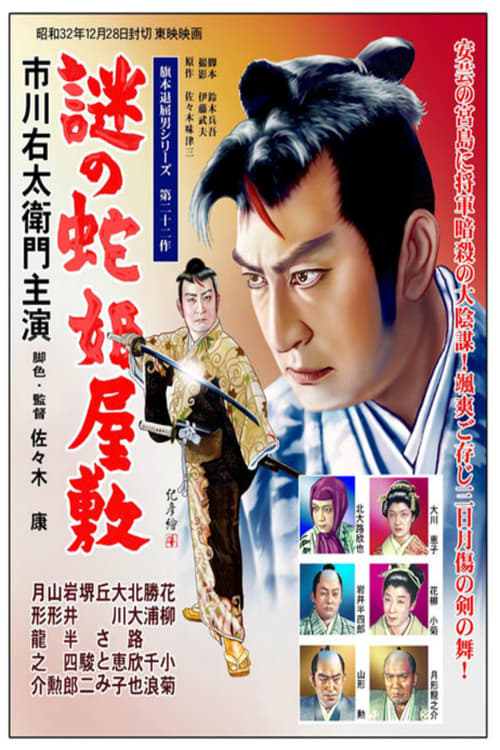 昭和32年12月28日封切 東映映画
安芸の宮島に将軍暗殺の大陰謀！颯爽ご存じ三日月傷の剣の舞！
脚本 鈴木兵吾
撮影 伊藤武夫
原作 佐々木味津三
旗本退屈男シリーズ 第二十二作
謎の蛇姫屋敷
市川右太衛門主演
脚色・監督 佐々木 康
紀彦繪
大川 恵子
北大路欣也
花柳 小菊
岩井半四郎
月形龍之介
山形 勲
花柳小菊
勝浦千浪
北大路欣也
大川恵子
丘さとみ
堺駿二
岩井半四郎
山形勲
月形龍之介